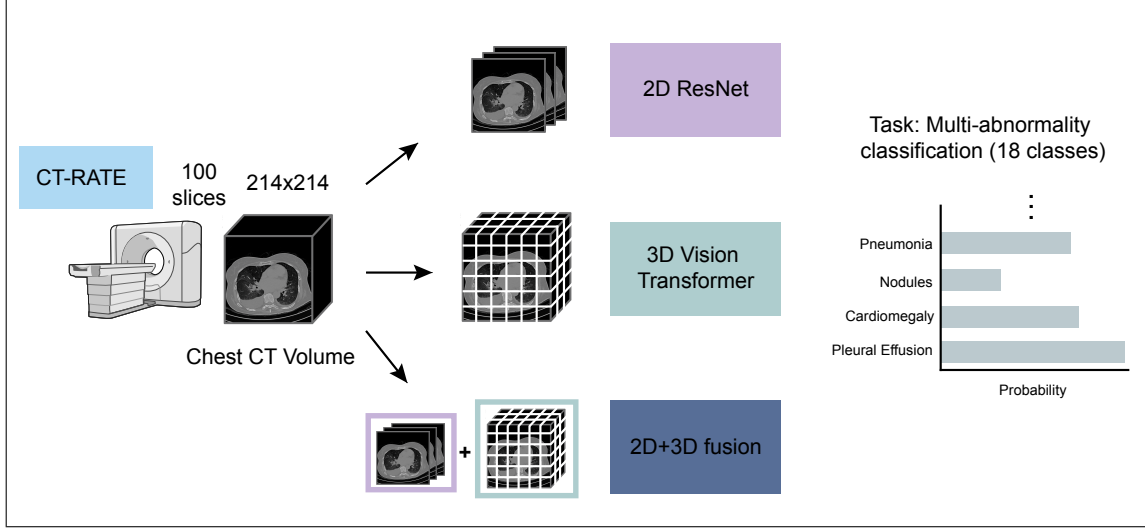 CT-RATE
100
slices
214x214
Chest CT Volume
2D ResNet
3D Vision
Transformer
+
2D+3D fusion
Task: Multi-abnormality
classification (18 classes)
⋮
Pneumonia
Nodules
Cardiomegaly
Pleural Effusion
Probability